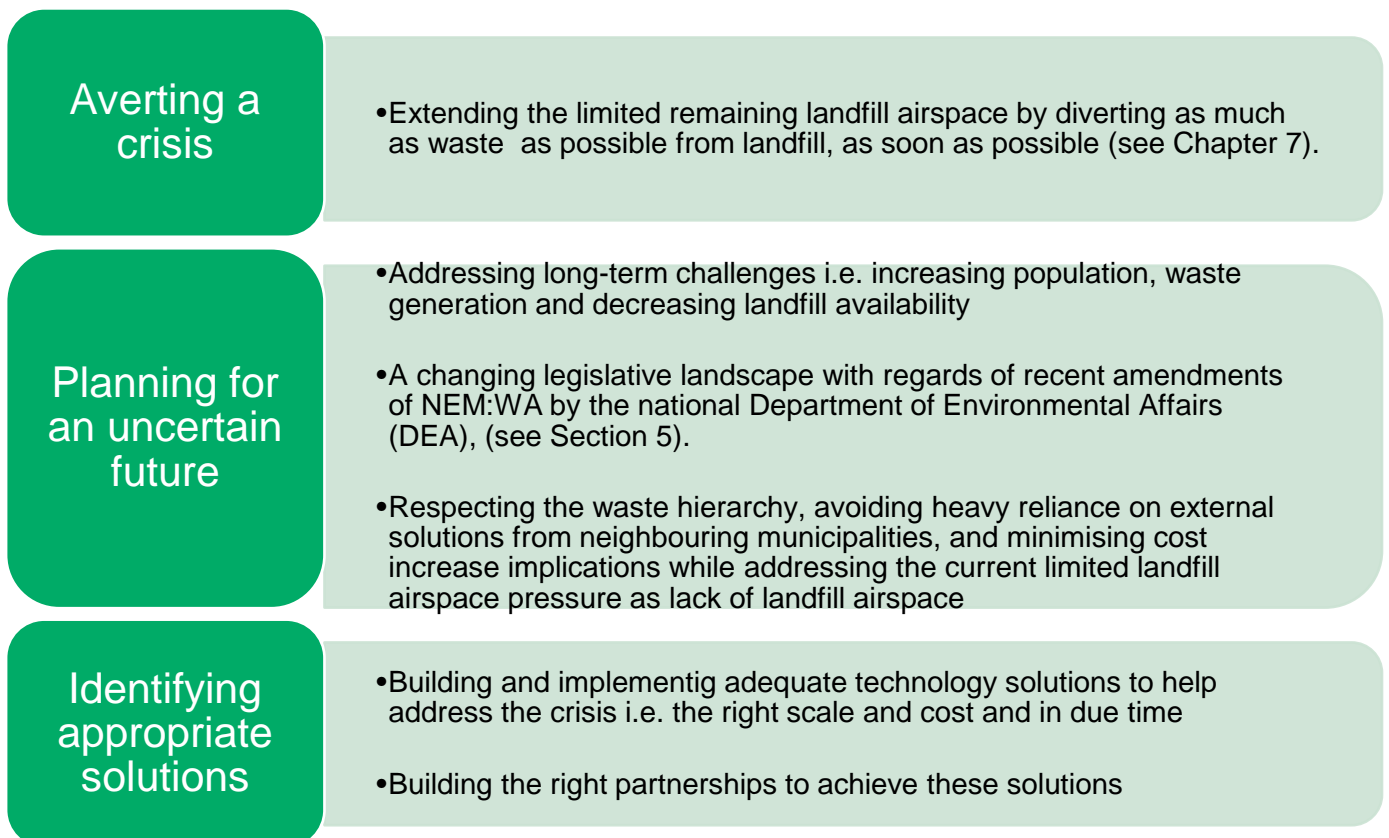 Averting a
crisis
•Extending the limited remaining landfill airspace by diverting as much
as waste  as possible from landfill, as soon as possible (see Chapter 7).
Planning for
an uncertain
future
•Addressing long-term challenges i.e. increasing population, waste
generation and decreasing landfill availability
•A changing legislative landscape with regards of recent amendments
of NEM:WA by the national Department of Environmental Affairs
(DEA), (see Section 5).
•Respecting the waste hierarchy, avoiding heavy reliance on external
solutions from neighbouring municipalities, and minimising cost
increase implications while addressing the current limited landfill
airspace pressure as lack of landfill airspace
Identifying
appropriate
solutions
•Building and implementig adequate technology solutions to help
address the crisis i.e. the right scale and cost and in due time
•Building the right partnerships to achieve these solutions